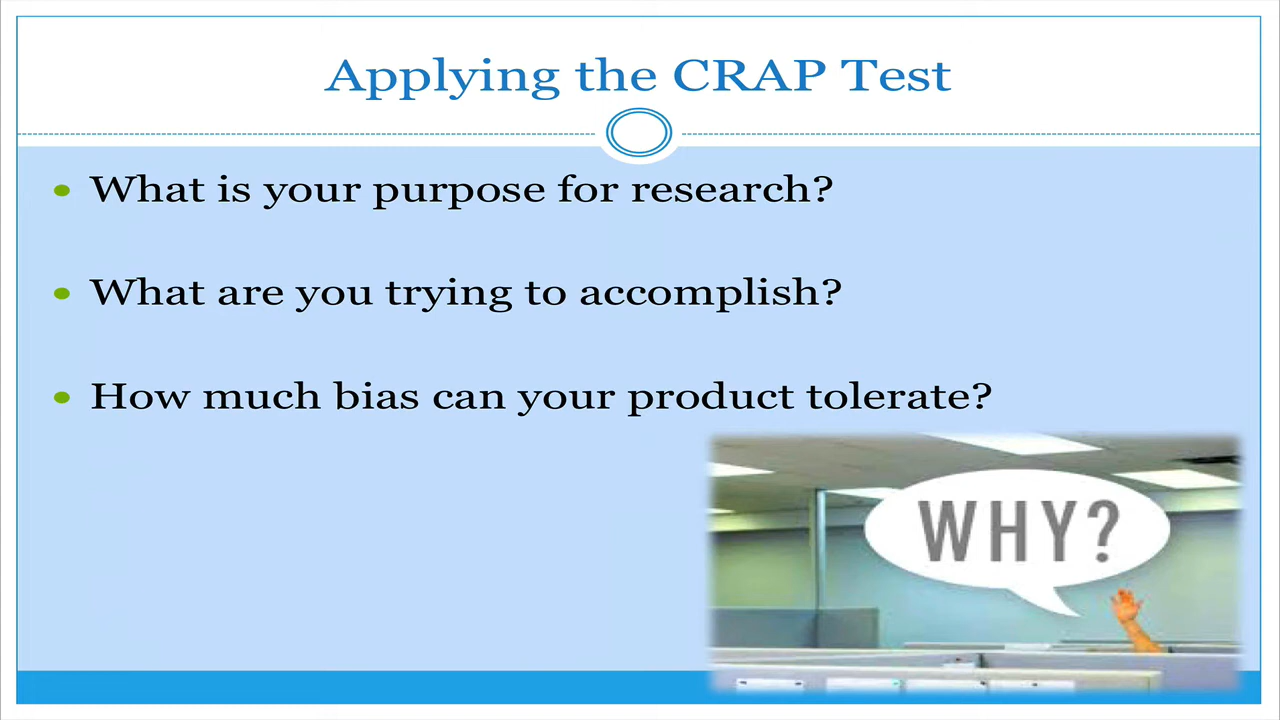 Applying the CRAP Test
What is your purpose for research?
What are you trying to accomplish?
How much bias can your product tolerate?
WHY?